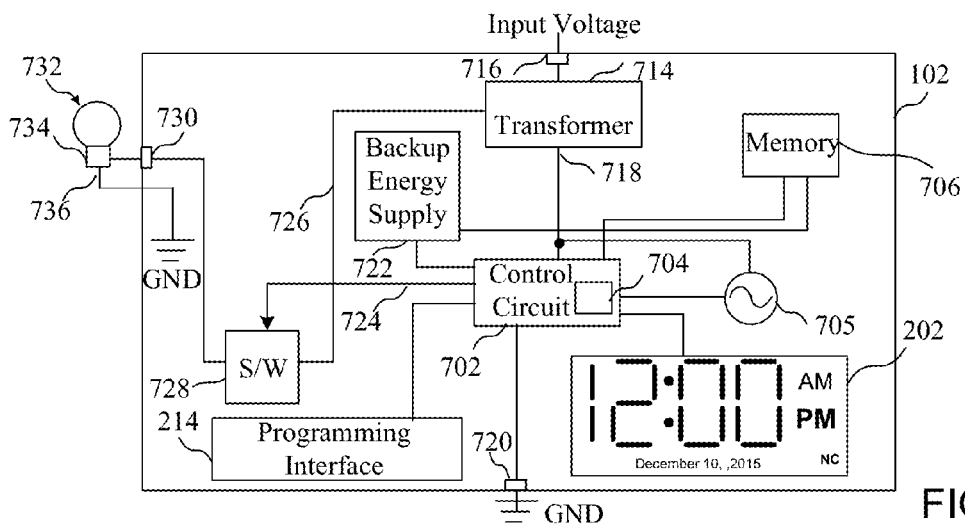 Input Voltage
716
714
102
732
730
734
Transformer
Memory
Backup
Energy
Supply
718
706
736
726
GND
722
Control
Circuit
704
724
702
705
202
S/W
728
12:00
AM
PM
214
Programming
Interface
720
December 10, ,2015
NC
GND
FIG